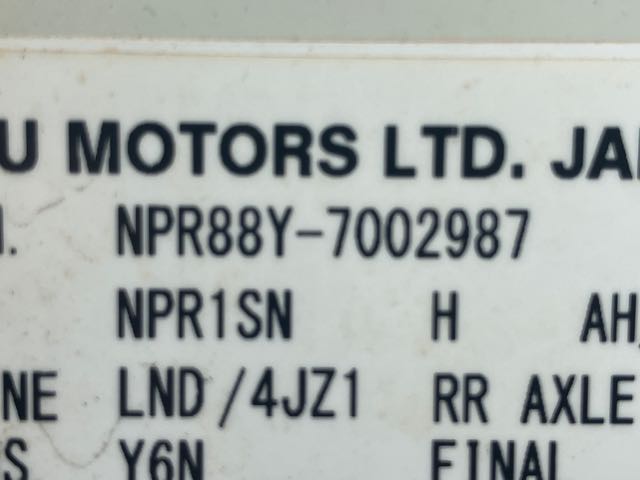 U MOTORS LTD. JA
NPR88Y-7002987
NPR1SN H AH
NE LND/4JZ1 RR AXLE
S Y6N FINAL